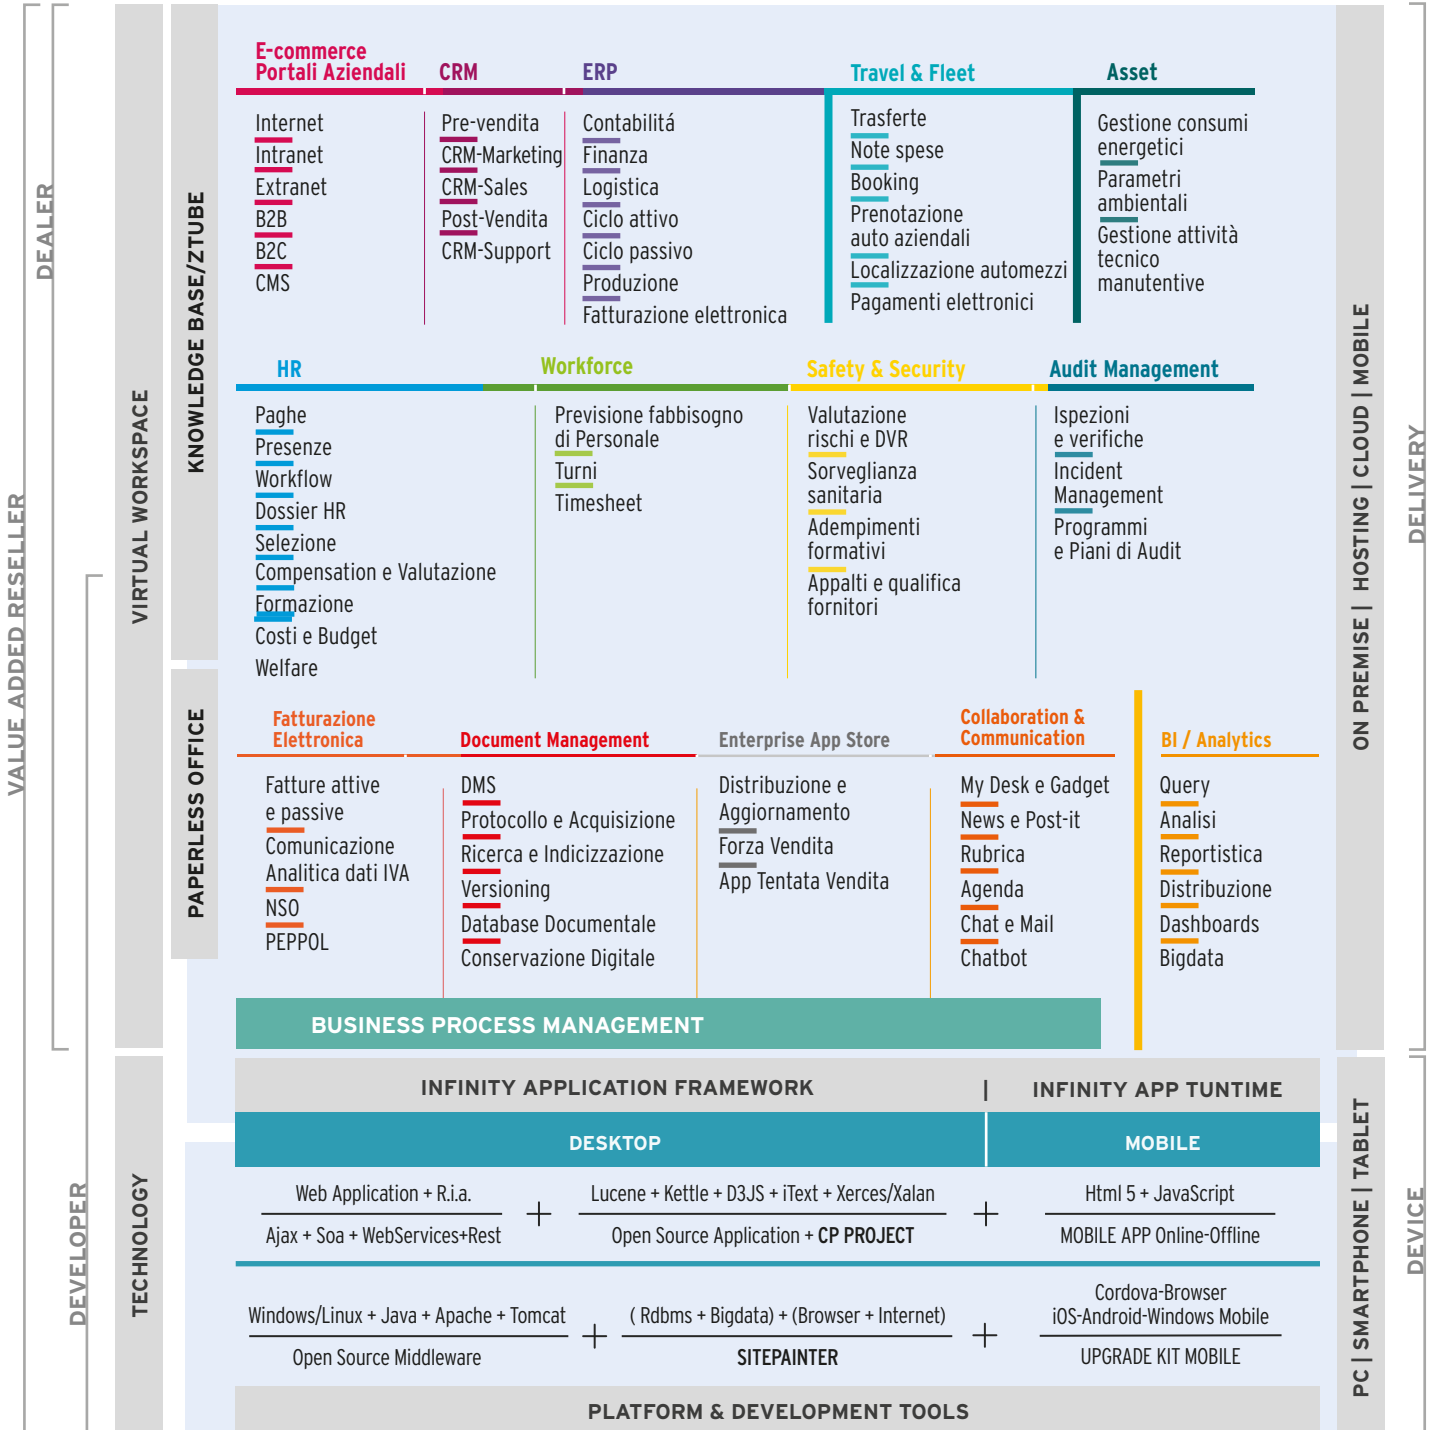 VALUE ADDED RESELLER
DEALER
DEVELOPER
VIRTUAL WORKSPACE
TECHNOLOGY
KNOWLEDGE BASE/ZTUBE
PAPERLESS OFFICE
E-commerce
Portali Aziendali
Internet
Intranet
Extranet
B2B
B2C
CMS
CRM
Pre-vendita
CRM-Marketing
CRM-Sales
Post-Vendita
CRM-Support
ERP
Contabilitá
Finanza
Logistica
Ciclo attivo
Ciclo passivo
Produzione
Fatturazione elettronica
Travel & Fleet
Trasferte
Note spese
Booking
Prenotazione
auto aziendali
Localizzazione automezzi
Pagamenti elettronici
Asset
Gestione consumi
energetici
Parametri
ambientali
Gestione attività
tecnico
manutentive
HR
Paghe
Presenze
Workflow
Dossier HR
Selezione
Compensation e Valutazione
Formazione
Costi e Budget
Welfare
Workforce
Previsione fabbisogno
di Personale
Turni
Timesheet
Safety & Security
Valutazione
rischi e DVR
Sorveglianza
sanitaria
Adempimenti
formativi
Appalti e qualifica
fornitori
Audit Management
Ispezioni
e verifiche
Incident
Management
Programmi
e Piani di Audit
Fatturazione
Elettronica
Fatture attive
e passive
Comunicazione
Analitica dati IVA
NSO
PEPPOL
Document Management
DMS
Protocollo e Acquisizione
Ricerca e Indicizzazione
Versioning
Database Documentale
Conservazione Digitale
Enterprise App Store
Distribuzione e
Aggiornamento
Forza Vendita
App Tentata Vendita
Collaboration &
Communication
My Desk e Gadget
News e Post-it
Rubrica
Agenda
Chat e Mail
Chatbot
BI / Analytics
Query
Analisi
Reportistica
Distribuzione
Dashboards
Bigdata
BUSINESS PROCESS MANAGEMENT
INFINITY APPLICATION FRAMEWORK | INFINITY APP TUNTIME
DESKTOP
MOBILE
Web Application + R.i.a.
Ajax + Soa + WebServices+Rest
+
Lucene + Kettle + D3JS + iText + Xerces/Xalan
Open Source Application + CP PROJECT
+
Html 5 + JavaScript
MOBILE APP Online-Offline
Windows/Linux + Java + Apache + Tomcat
Open Source Middleware
+
( Rdbms + Bigdata) + (Browser + Internet)
SITEPAINTER
+
Cordova-Browser
iOS-Android-Windows Mobile
UPGRADE KIT MOBILE
PLATFORM & DEVELOPMENT TOOLS
ON PREMISE | HOSTING | CLOUD | MOBILE
PC | SMARTPHONE | TABLET
DELIVERY
DEVICE